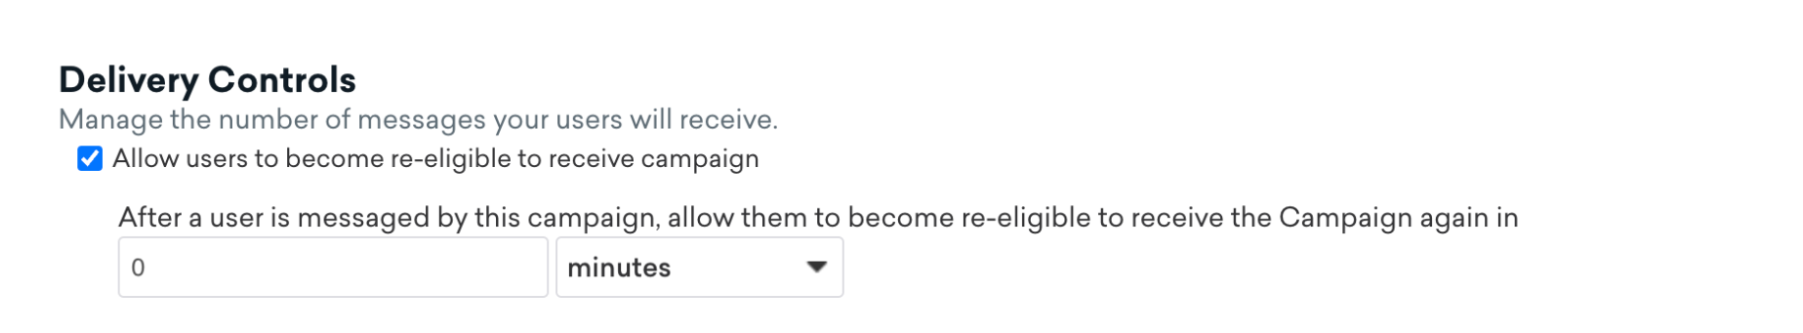 Delivery Controls
Manage the number of messages your users will receive.
Allow users to become re-eligible to receive campaign
After a user is messaged by this campaign, allow them to become re-eligible to receive the Campaign again in
0 minutes